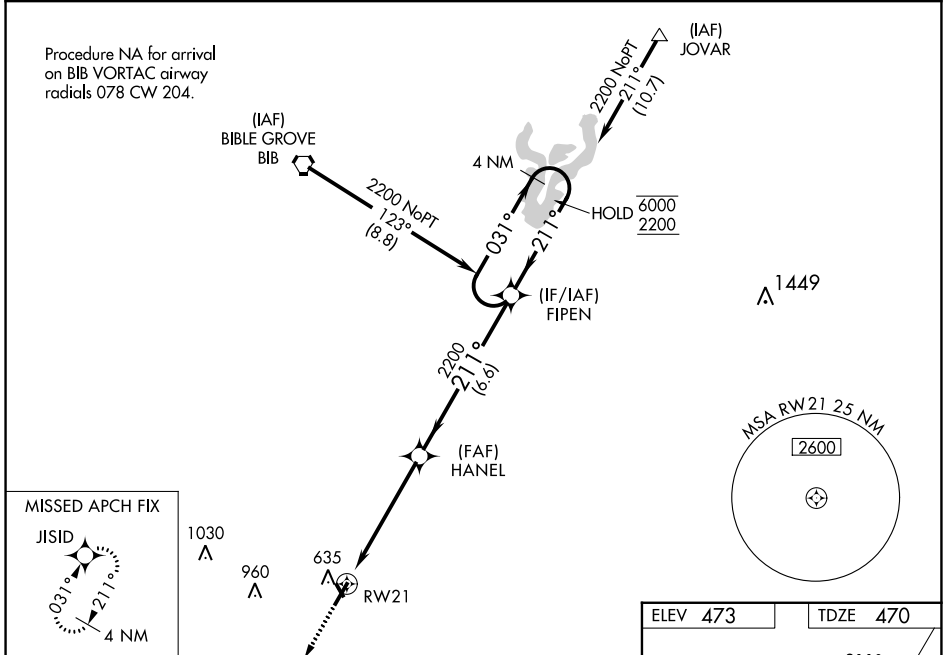 Procedure NA for arrival
on BIB VORTAC airway
radials 078 CW 204.
(IAF)
JOVAR
2200 NoPT
211°
(10.7)
(IAF)
BIBLE GROVE
BIB
2200 NoPT
123°
(8.8)
4 NM
031°
211°
HOLD
6000
2200
(IF/IAF)
FIPEN
1449
2200
211°
(6.6)
(FAF)
HANEL
MSA RW21 25 NM
2600
MISSED APCH FIX
JISID
031°
211°
4 NM
1030
960
635
RW21
ELEV 473
TDZE 470